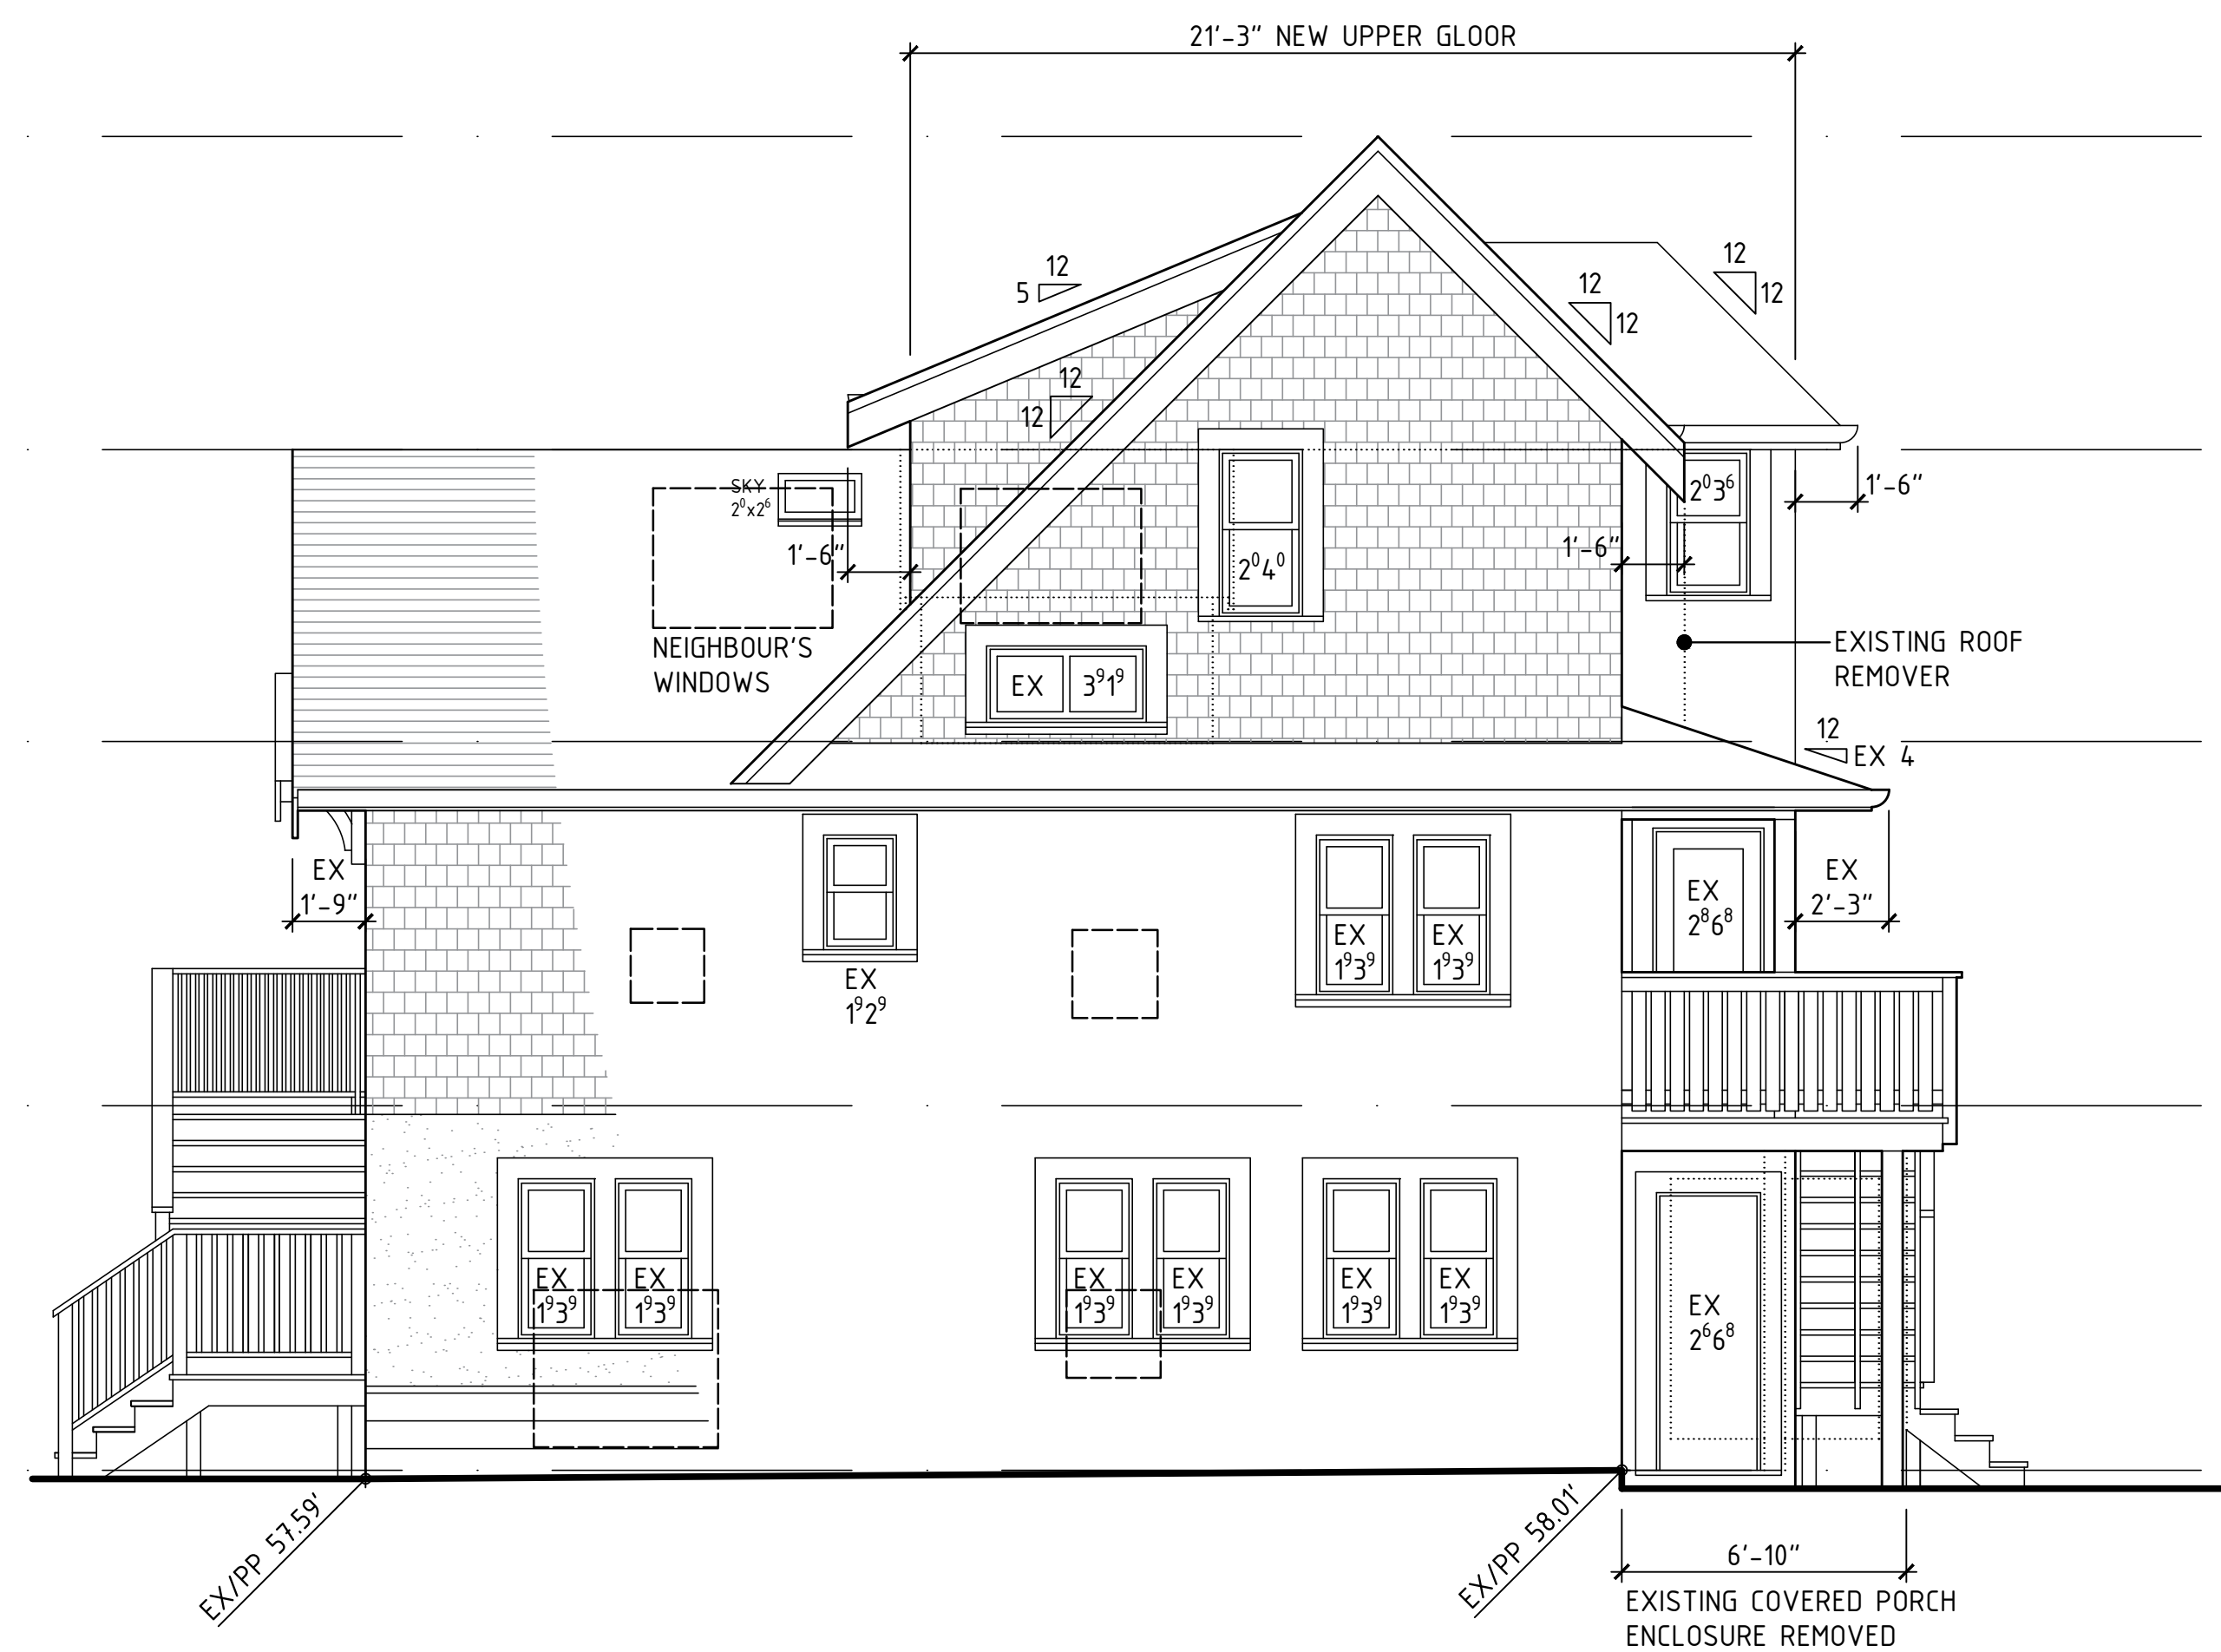 21'-3" NEW UPPER GLOOR
12
5
12
12
12
12
12
12
SKY
2⁰x2⁶
1'-6"
NEIGHBOUR'S
WINDOWS
2⁰4⁰
EX 3⁹1⁹
1'-6"
2⁰3⁶
1'-6"
EXISTING ROOF
REMOVER
12
EX 4
EX
1'-9"
EX
1⁹2⁹
EX
1⁹3⁹
EX
1⁹3⁹
EX
2⁸6⁸
EX
2'-3"
EX
1⁹3⁹
EX
1⁹3⁹
EX
1⁹3⁹
EX
1⁹3⁹
EX
1⁹3⁹
EX
1⁹3⁹
EX
2⁶6⁸
EX/PP 57.59'
EX/PP 58.01'
6'-10"
EXISTING COVERED PORCH
ENCLOSURE REMOVED